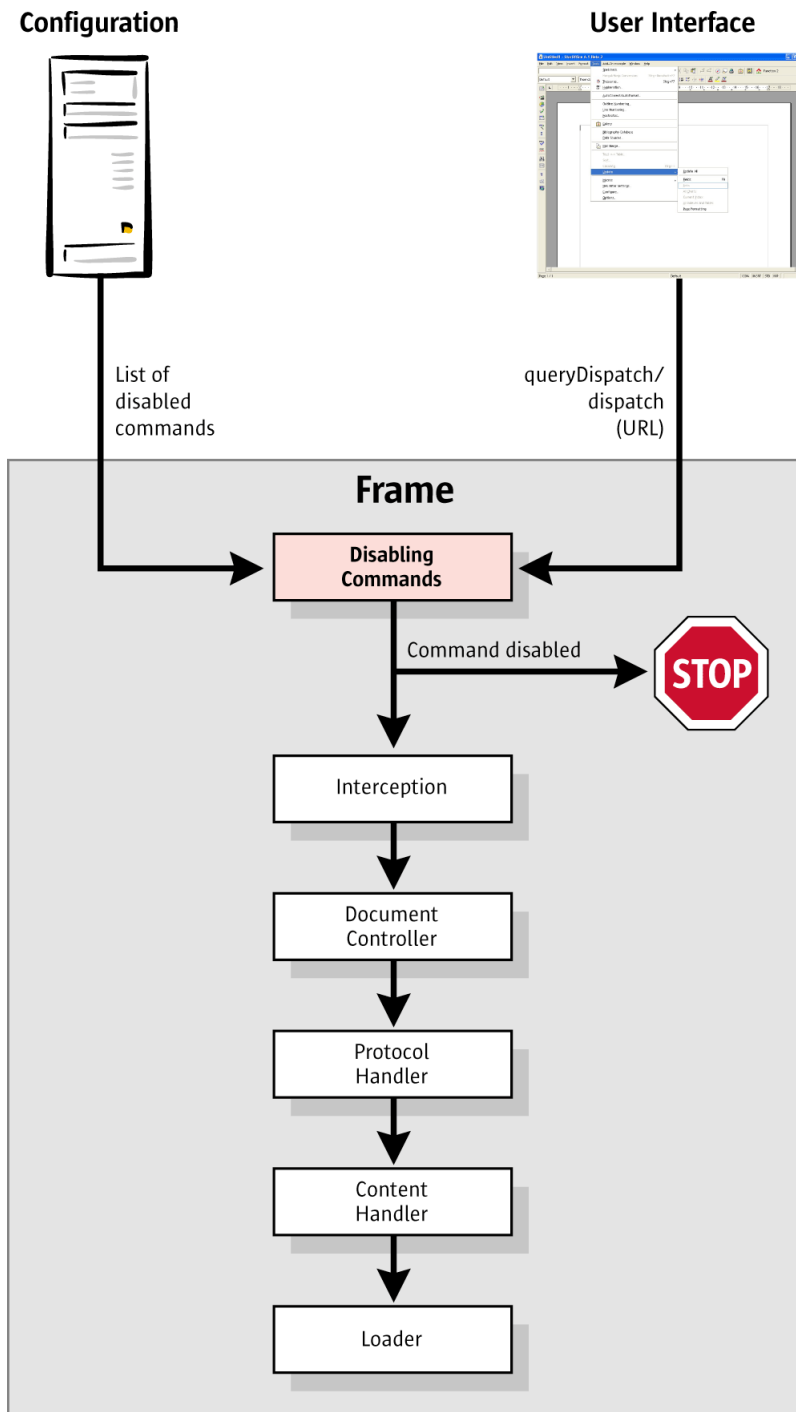 Configuration
User Interface
List of
disabled
commands
queryDispatch/
dispatch
(URL)
Frame
Disabling
Commands
Command disabled
STOP
Interception
Document
Controller
Protocol
Handler
Content
Handler
Loader